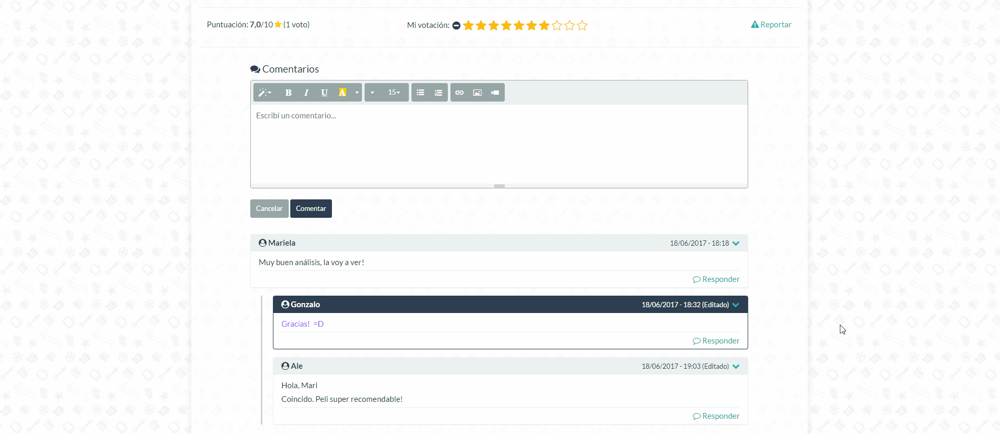 Puntuación: 7,0/10 (1 voto)
Mi votación:
Reportar
Comentarios
B I U A 15
Escribí un comentario...
Cancelar Comentar
Mariela 18/06/2017 - 18:18
Muy buen análisis, la voy a ver!
Responder
Gonzalo 18/06/2017 - 18:32 (Editado)
Gracias! =D
Responder
Ale 18/06/2017 - 19:03 (Editado)
Hola, Mari
Coincido. Peli super recomendable!
Responder